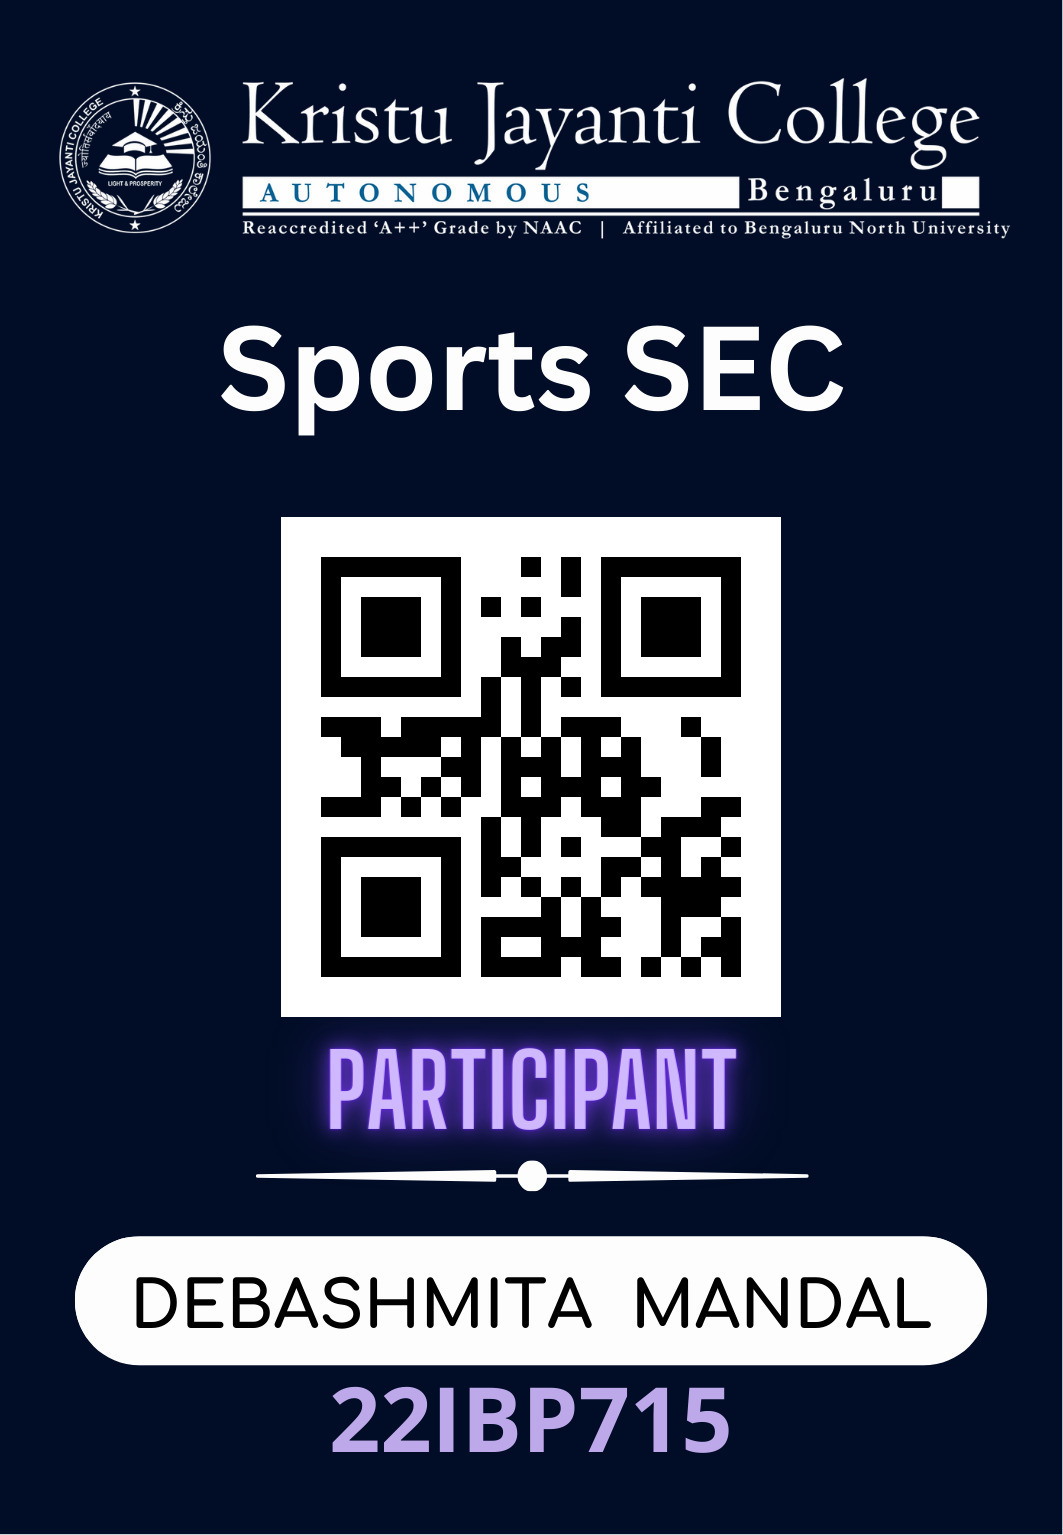 Kristu Jayanti College
AUTONOMOUS Bengaluru
Reaccredited ‘A++’ Grade by NAAC | Affiliated to Bengaluru North University
KRISTU JAYANTI COLLEGE
LIGHT & PROSPERITY
Sports SEC
PARTICIPANT
DEBASHMITA MANDAL
22IBP715